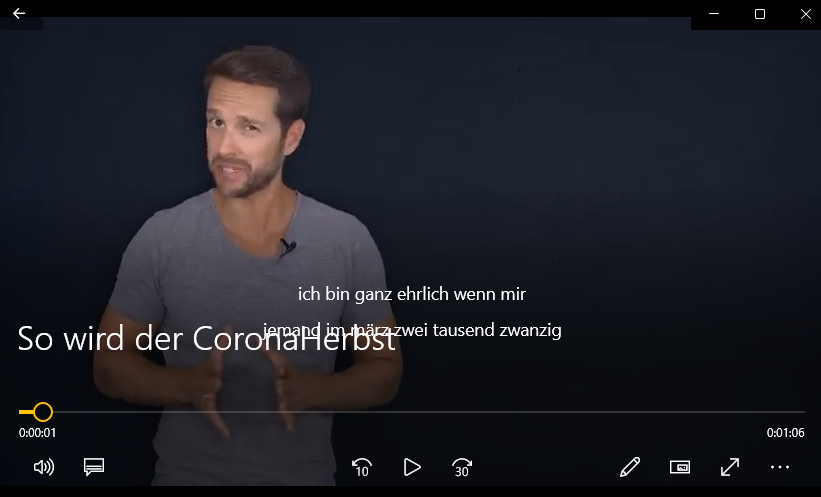 ich bin ganz ehrlich wenn mir
jemand im märz zwei tausend zwanzig
So wird der CoronaHerbst
0:00:01
0:01:06
10
30